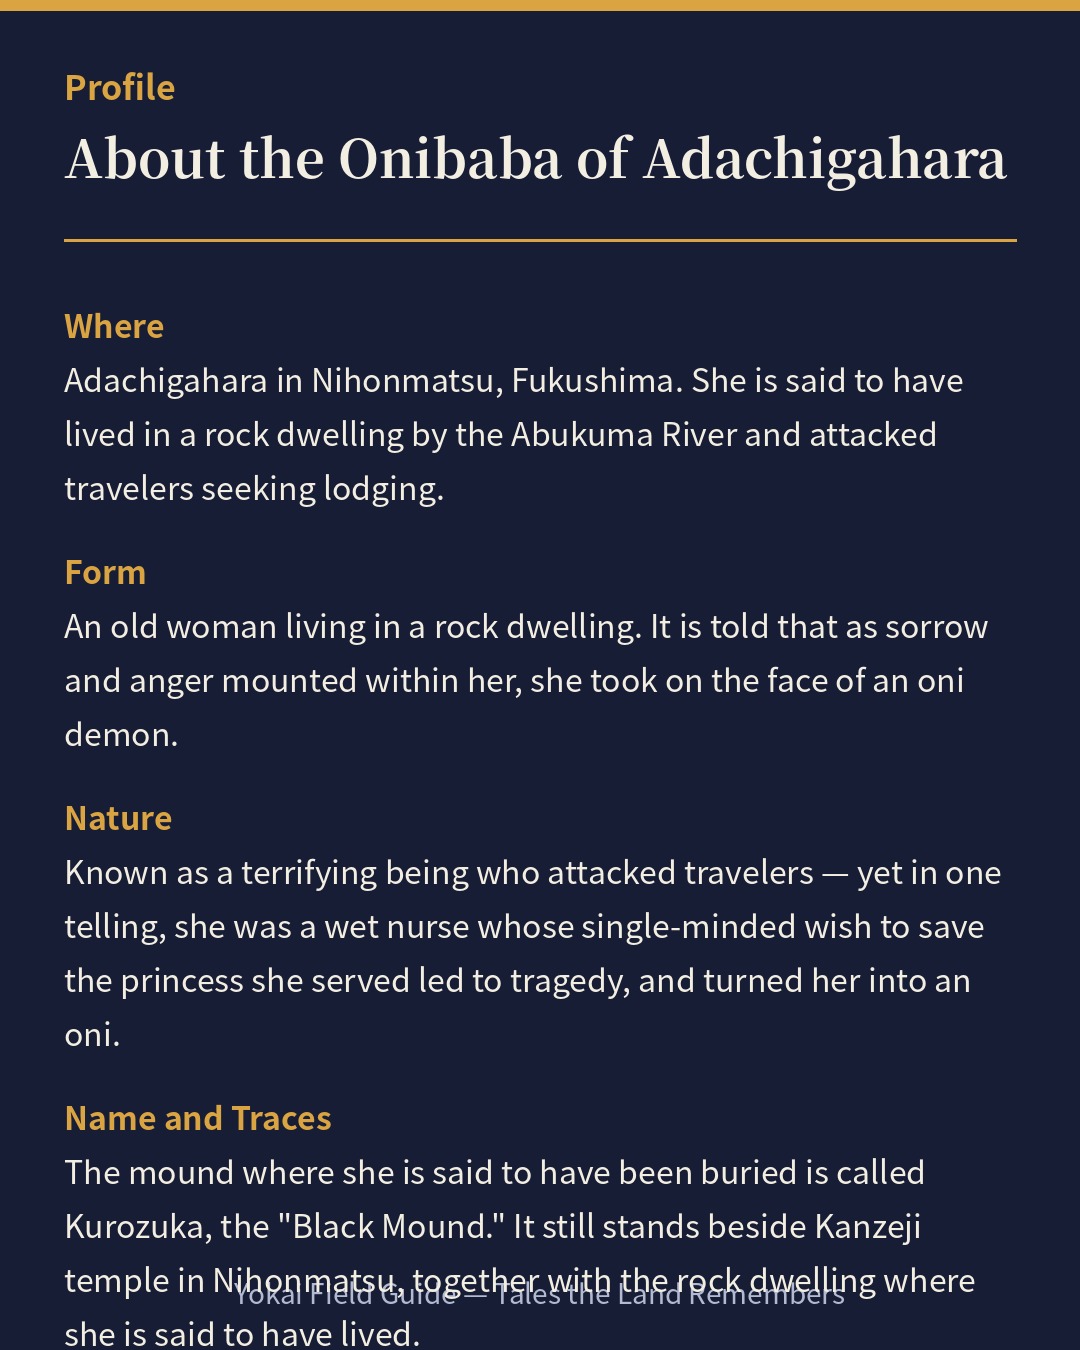 Profile
About the Onibaba of Adachigahara
Where
Adachigahara in Nihonmatsu, Fukushima. She is said to have
lived in a rock dwelling by the Abukuma River and attacked
travelers seeking lodging.
Form
An old woman living in a rock dwelling. It is told that as sorrow
and anger mounted within her, she took on the face of an oni
demon.
Nature
Known as a terrifying being who attacked travelers — yet in one
telling, she was a wet nurse whose single-minded wish to save
the princess she served led to tragedy, and turned her into an
oni.
Name and Traces
The mound where she is said to have been buried is called
Kurozuka, the "Black Mound." It still stands beside Kanzeji
temple in Nihonmatsu, together with the rock dwelling where
Yokai Field Guide — Tales the Land Remembers
she is said to have lived.